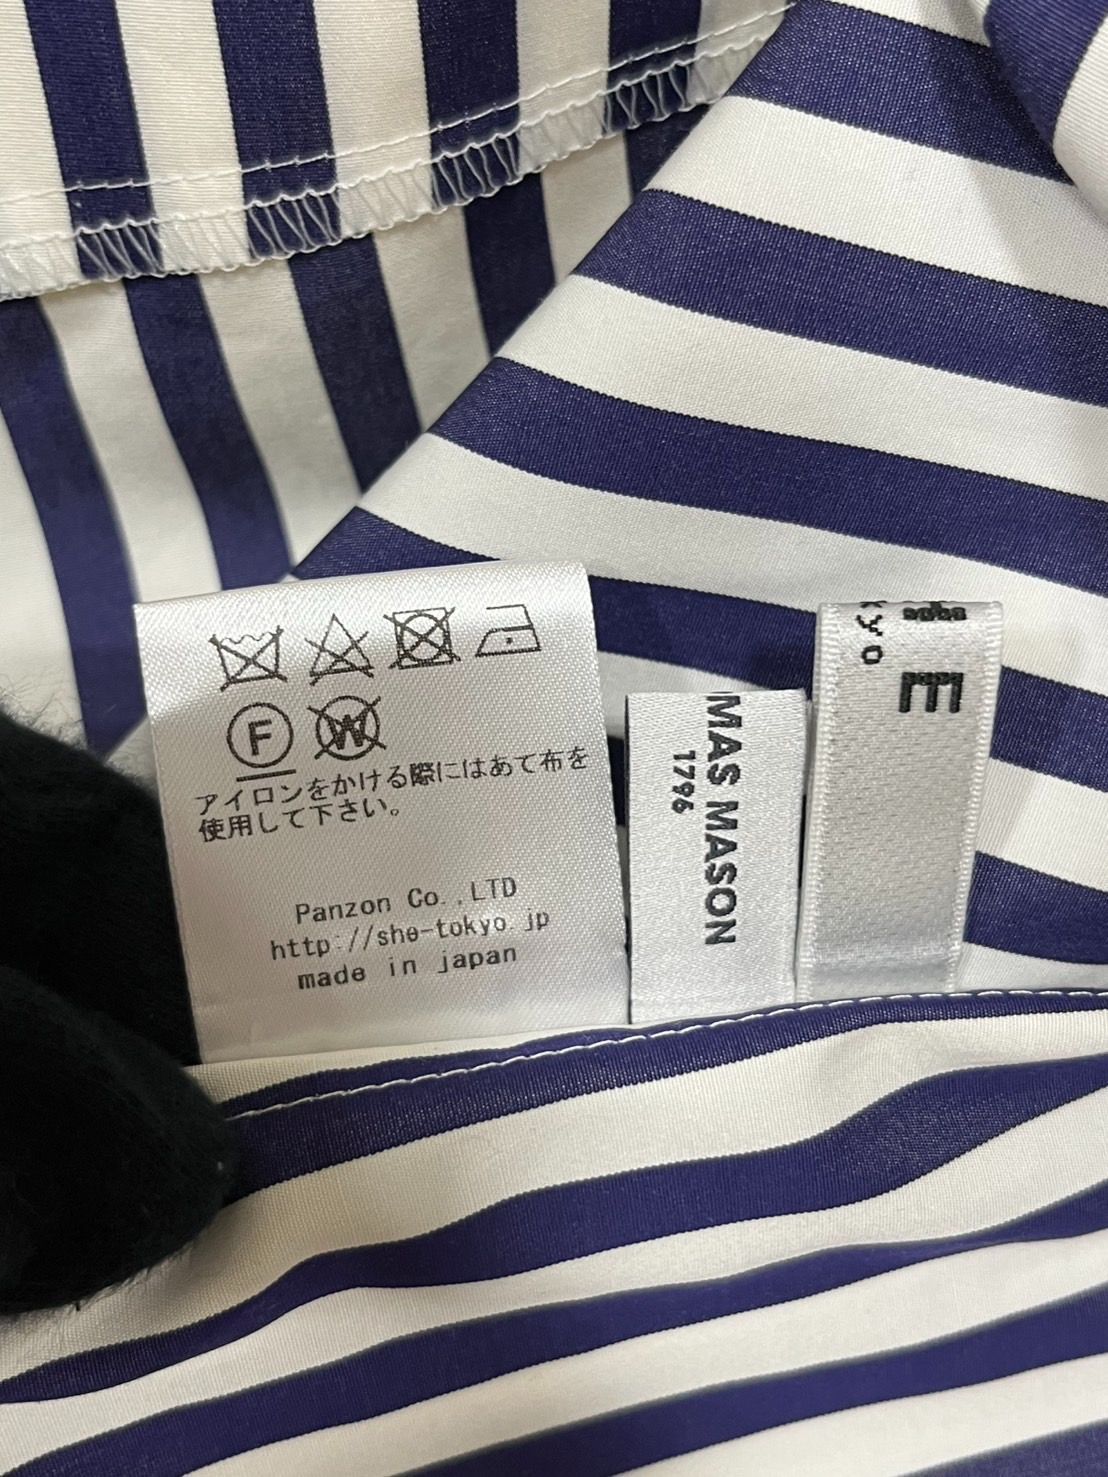 F
W
アイロンをかける際にはあて布を
使用して下さい。
Panzon Co.,LTD
http://she-tokyo.jp
made in japan
MAS MASON
1796
E
kyo